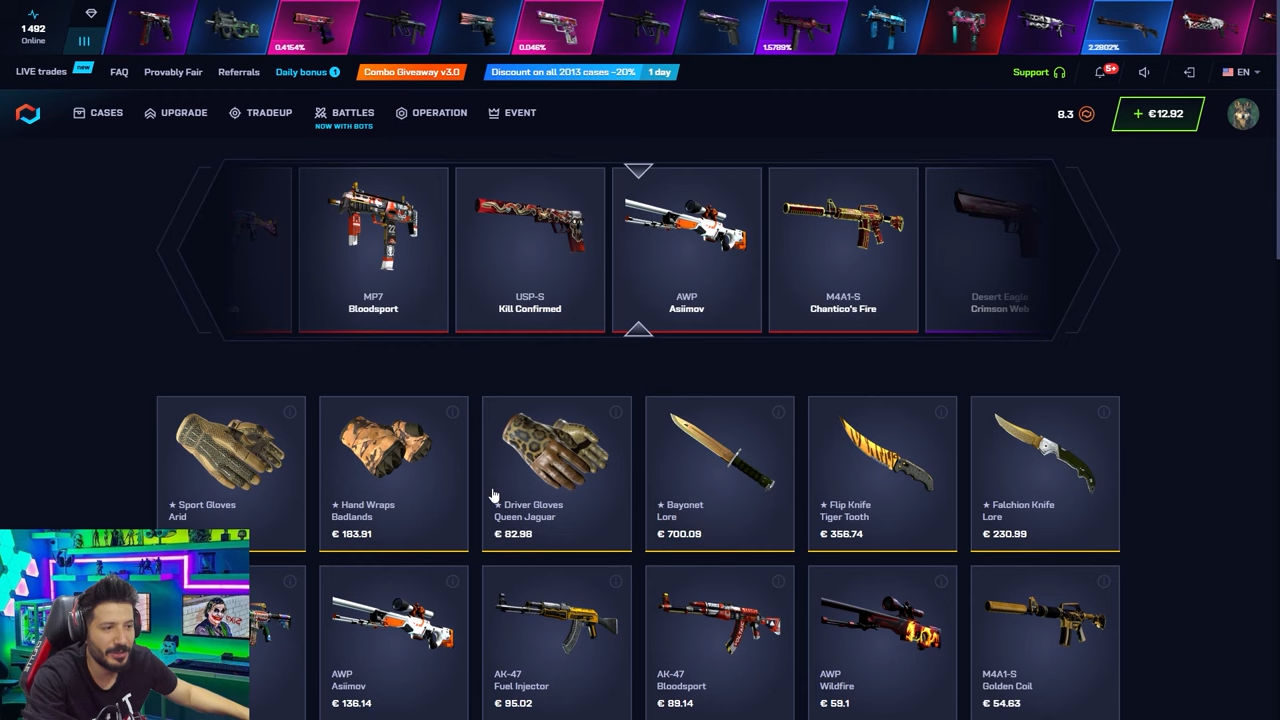 1 492
Online
0.4154%
0.046%
1.5789%
2.2802%
LIVE trades
new
FAQ
Provably Fair
Referrals
Daily bonus 1
Combo Giveaway v3.0
Discount on all 2013 cases -20%
1 day
Support
5+
EN
CASES
UPGRADE
TRADEUP
BATTLES
NOW WITH BOTS
OPERATION
EVENT
8.3
+ €12.92
MP7
Bloodsport
USP-S
Kill Confirmed
AWP
Asiimov
M4A1-S
Chantico's Fire
Desert Eagle
Crimson Web
★ Sport Gloves
Arid
★ Hand Wraps
Badlands
€ 183.91
★ Driver Gloves
Queen Jaguar
€ 82.98
★ Bayonet
Lore
€ 700.09
★ Flip Knife
Tiger Tooth
€ 356.74
★ Falchion Knife
Lore
€ 230.99
AWP
Asiimov
€ 136.14
AK-47
Fuel Injector
€ 95.02
AK-47
Bloodsport
€ 89.14
AWP
Wildfire
€ 59.1
M4A1-S
Golden Coil
€ 54.63